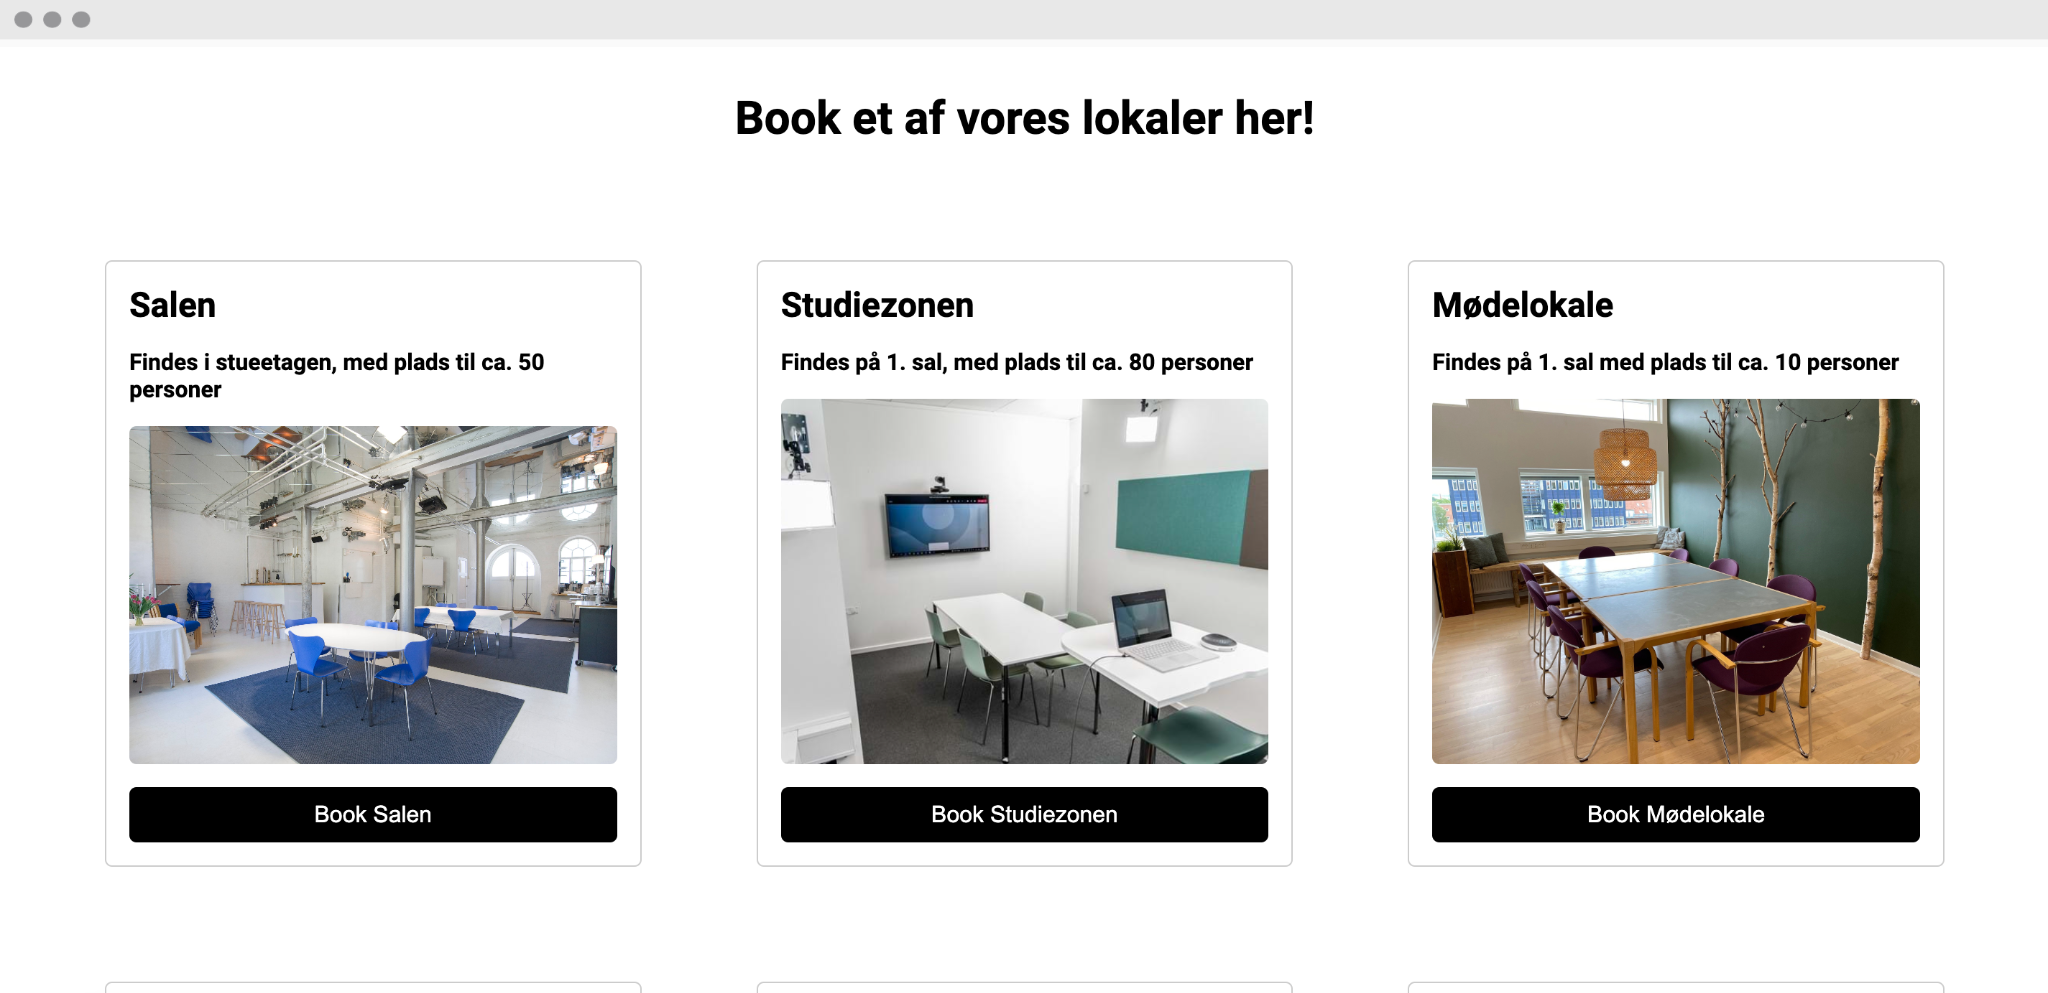 Book et af vores lokaler her!
Salen
Findes i stueetagen, med plads til ca. 50
personer
Book Salen
Studiezonen
Findes på 1. sal, med plads til ca. 80 personer
Book Studiezonen
Mødelokale
Findes på 1. sal med plads til ca. 10 personer
Book Mødelokale